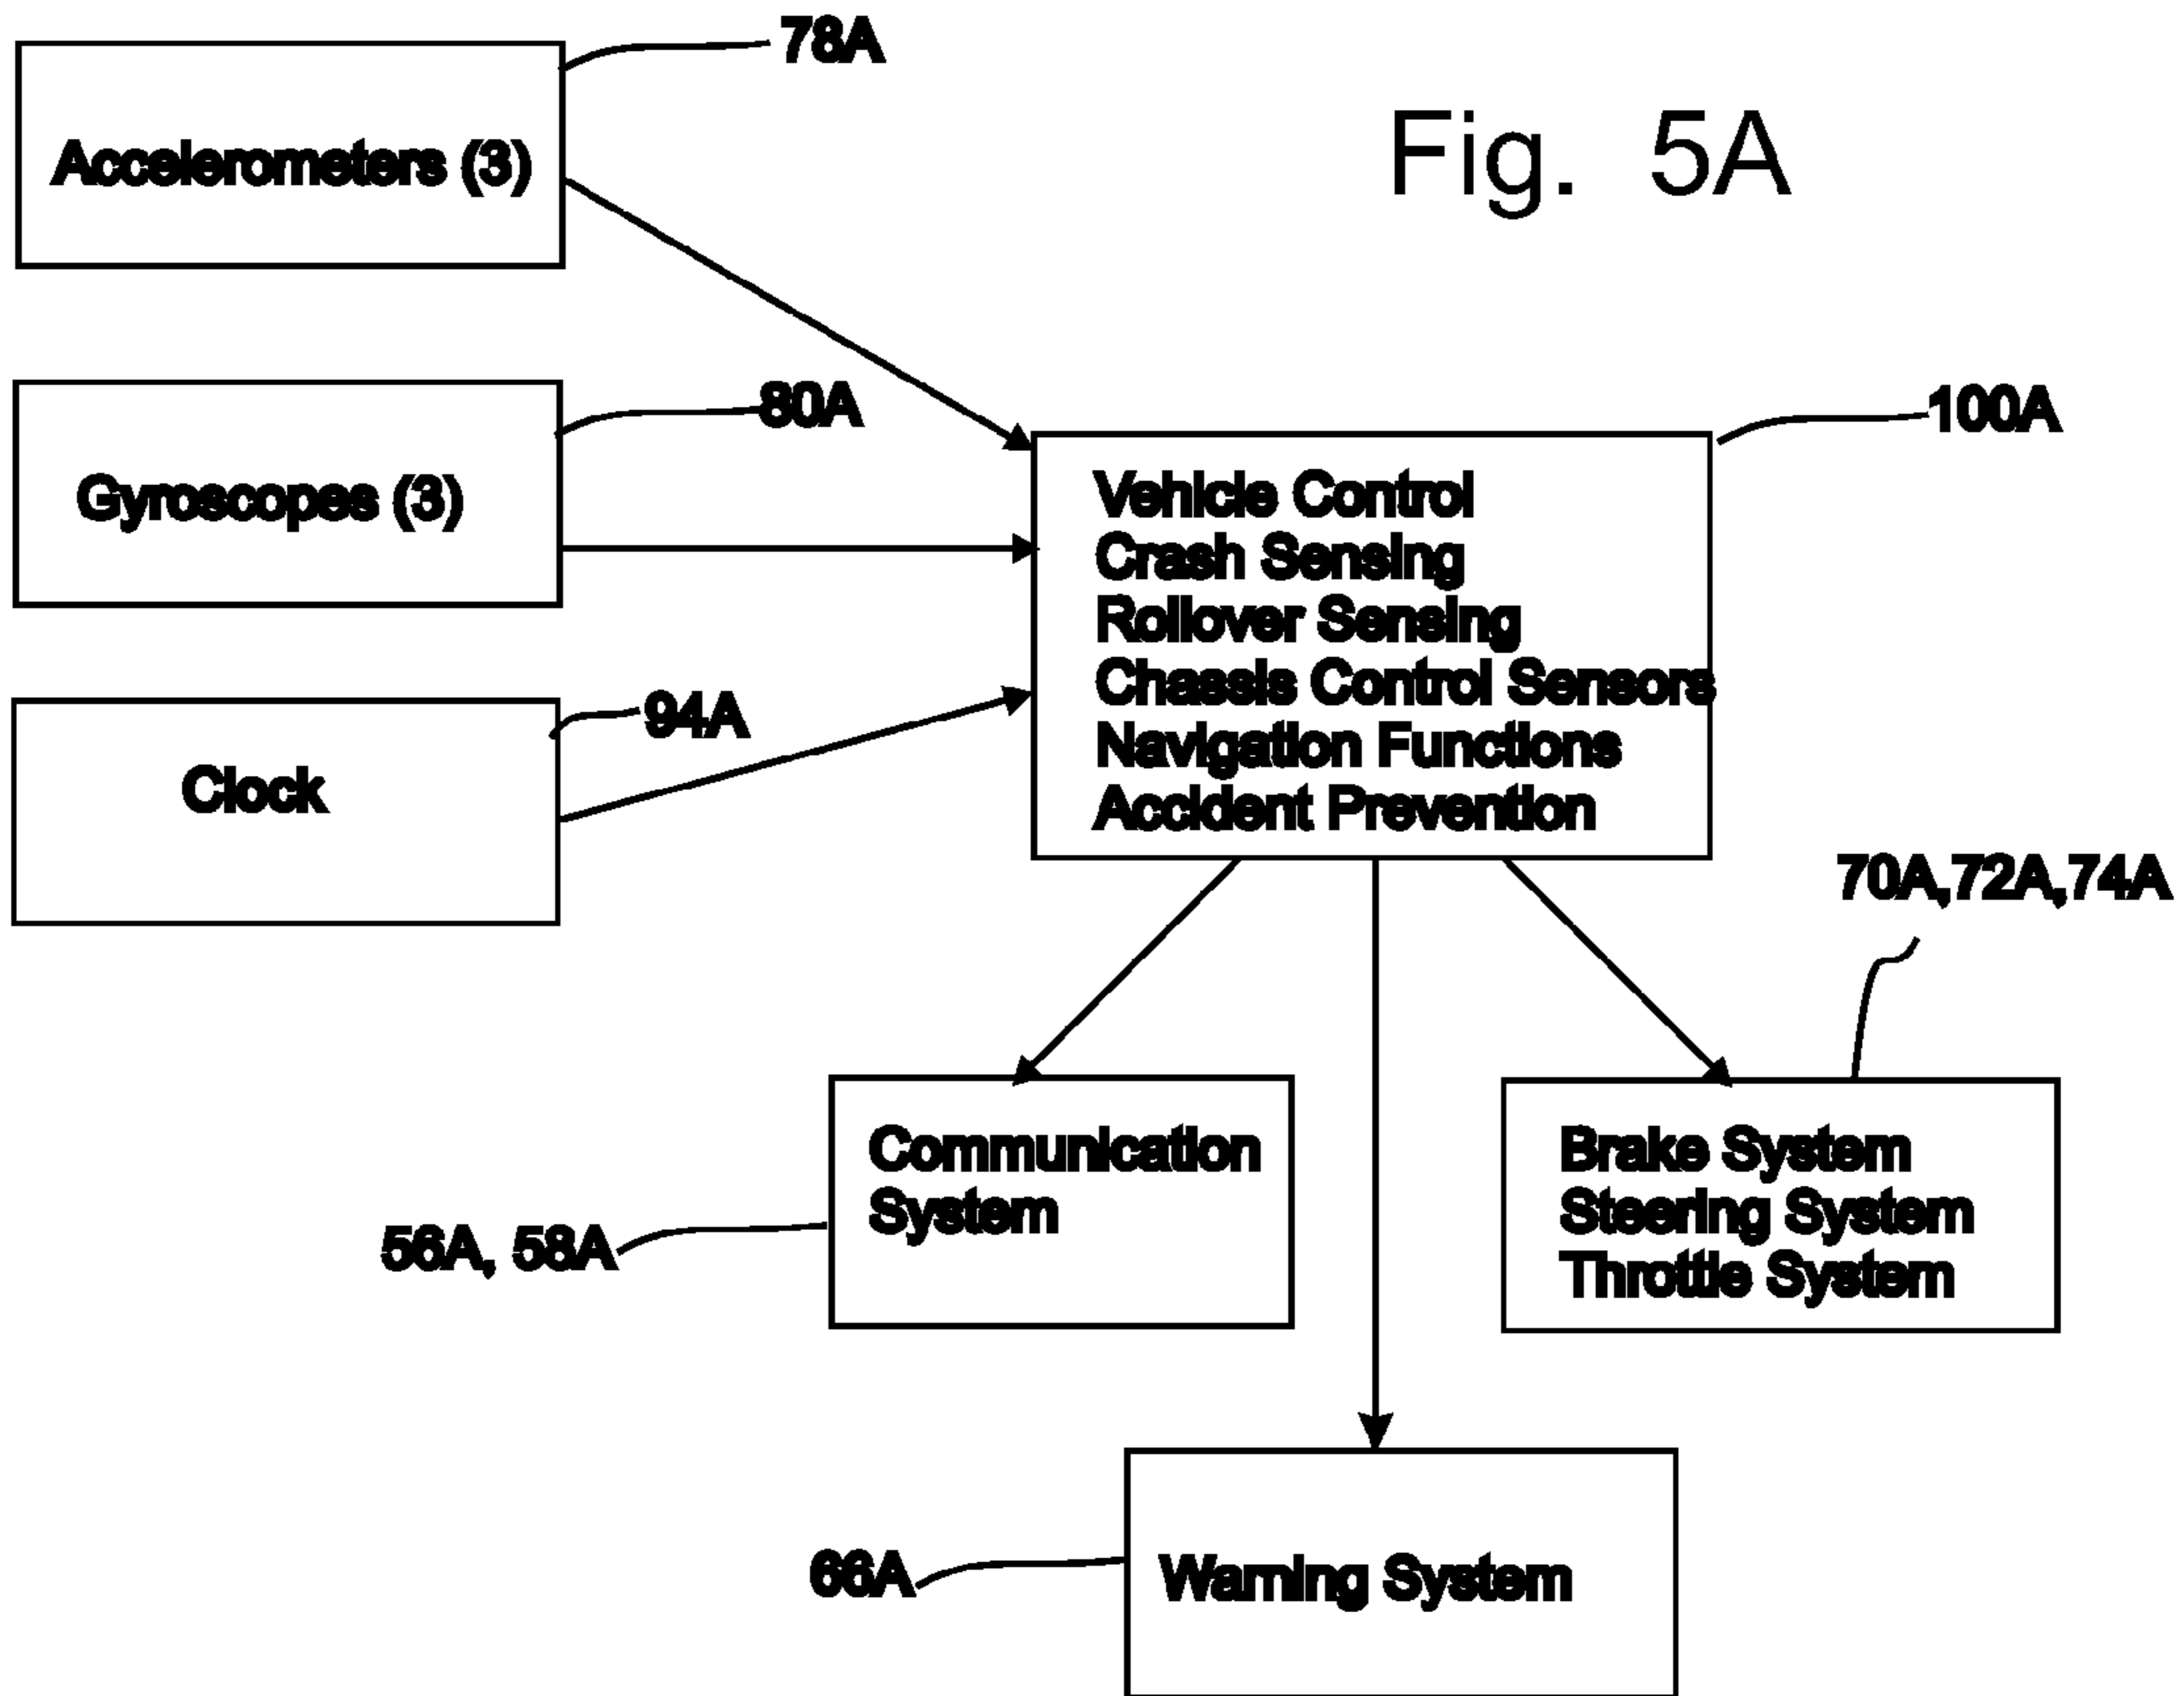 78A
Fig. 5A
Accelerometers (3)
80A
100A
Gyroscopes (3)
Vehicle Control
Crash Sensing
Rollover Sensing
Chassis Control Sensors
Navigation Functions
Accident Prevention
94A
Clock
70A,72A,74A
Communication
System
56A, 58A
Brake System
Steering System
Throttle System
66A
Warning System